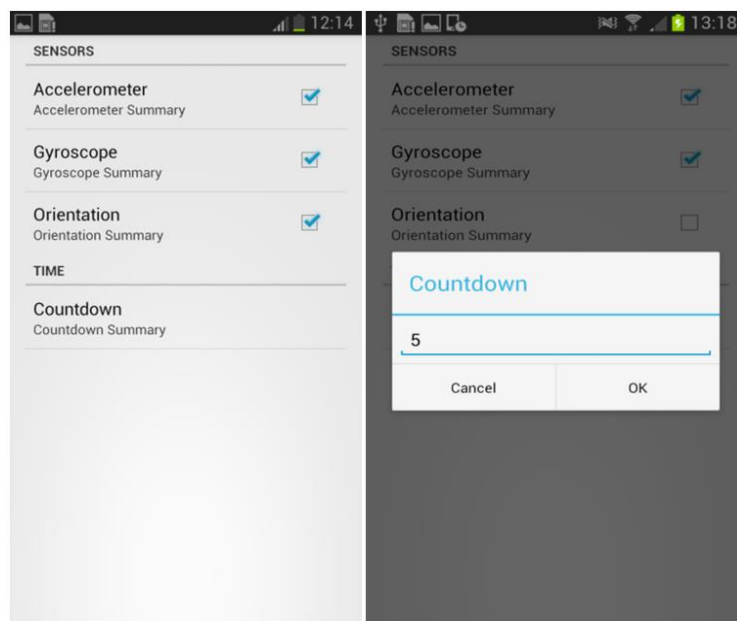 12:14
SENSORS
Accelerometer
Accelerometer Summary
Gyroscope
Gyroscope Summary
Orientation
Orientation Summary
TIME
Countdown
Countdown Summary
13:18
SENSORS
Accelerometer
Accelerometer Summary
Gyroscope
Gyroscope Summary
Orientation
Orientation Summary
Countdown
5
Cancel OK